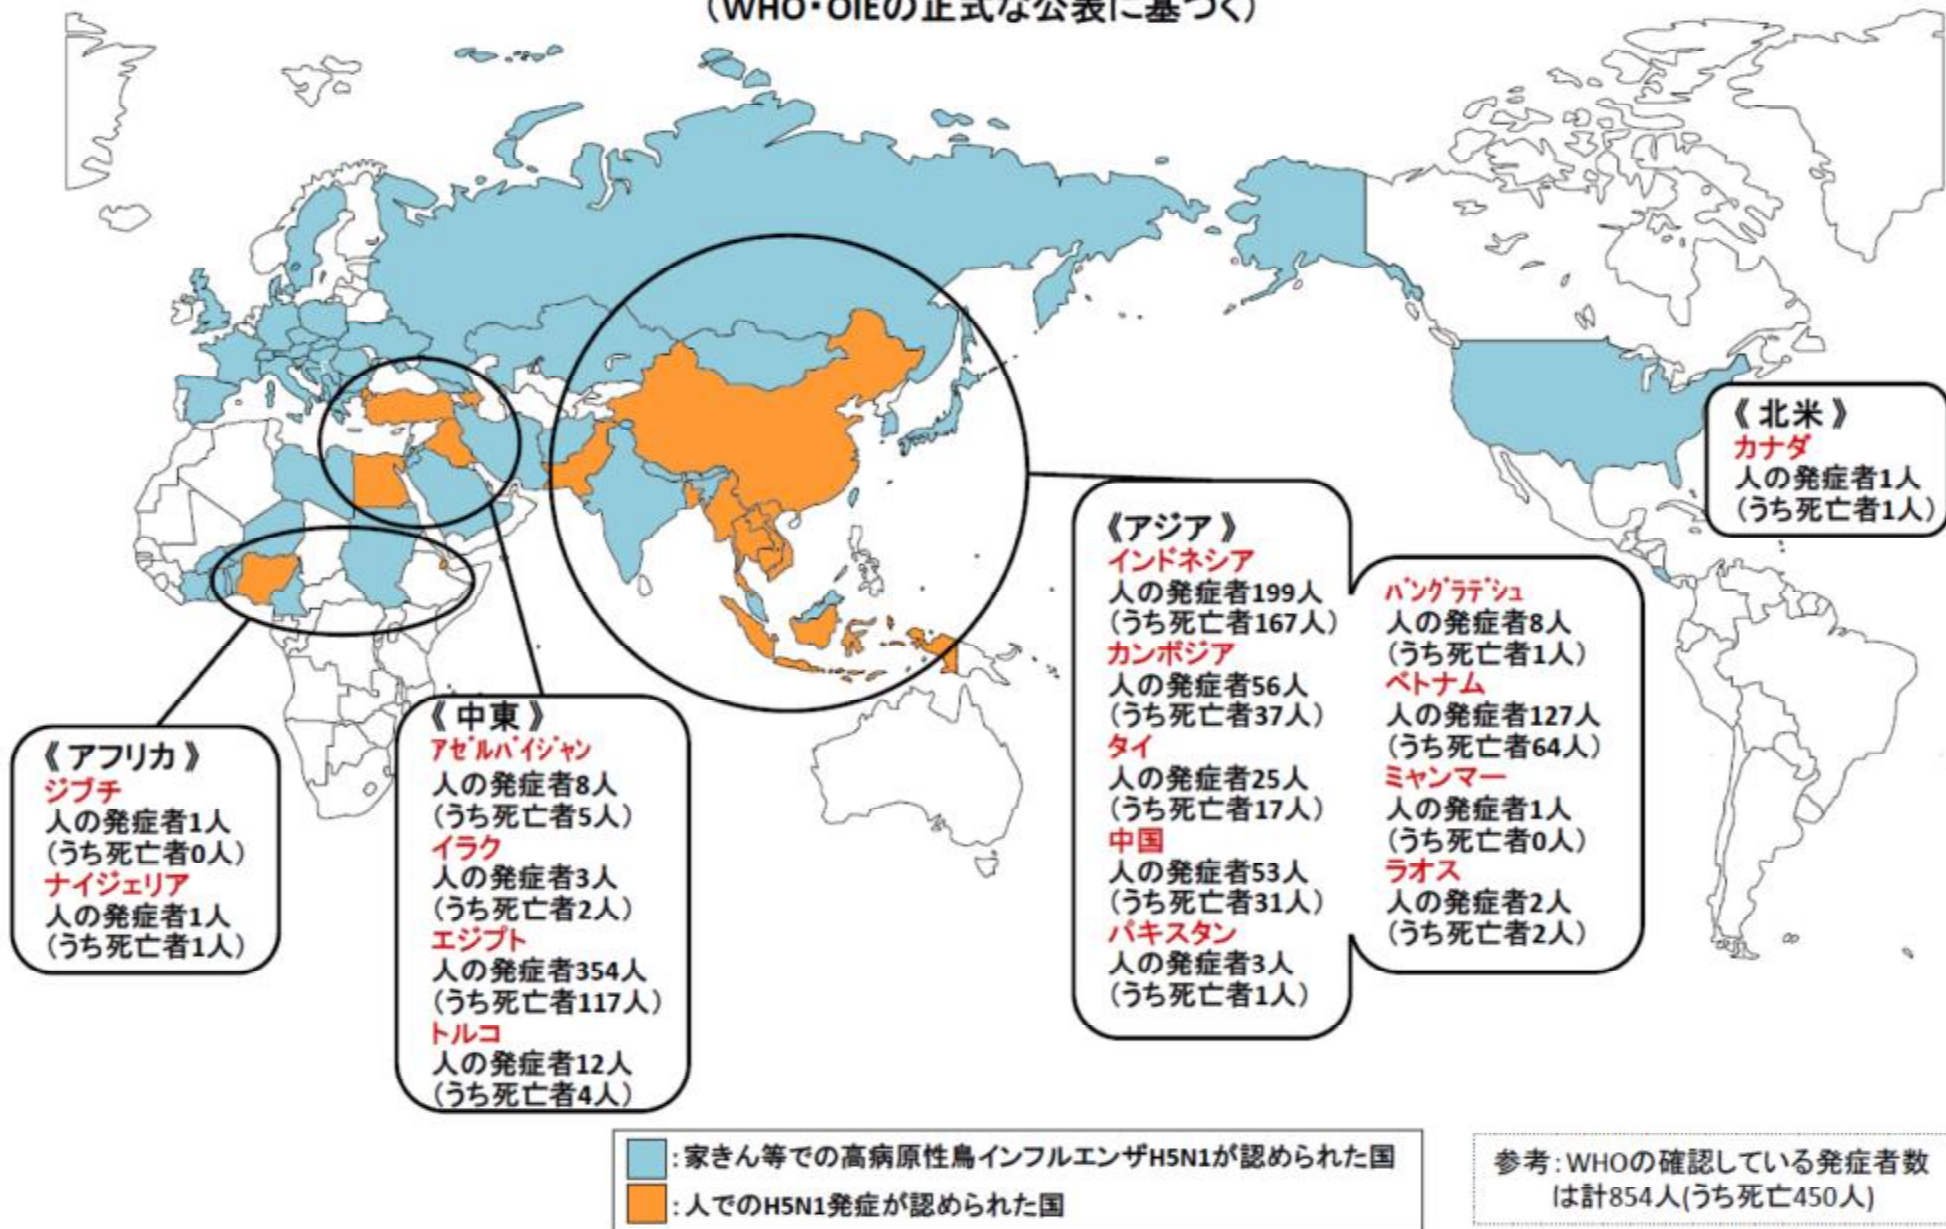 (WHO・OIEの正式な公表に基づく)
《 北米 》
カナダ
人の発症者1人
(うち死亡者1人)
《アジア 》
インドネシア
人の発症者199人
(うち死亡者167人)
カンボジア
人の発症者56人
(うち死亡者37人)
タイ
人の発症者25人
(うち死亡者17人)
中国
人の発症者53人
(うち死亡者31人)
パキスタン
人の発症者3人
(うち死亡者1人)
バングラデシュ
人の発症者8人
(うち死亡者1人)
ベトナム
人の発症者127人
(うち死亡者64人)
ミャンマー
人の発症者1人
(うち死亡者0人)
ラオス
人の発症者2人
(うち死亡者2人)
《 中東 》
アゼルバイジャン
人の発症者8人
(うち死亡者5人)
イラク
人の発症者3人
(うち死亡者2人)
エジプト
人の発症者354人
(うち死亡者117人)
トルコ
人の発症者12人
(うち死亡者4人)
《 アフリカ 》
ジブチ
人の発症者1人
(うち死亡者0人)
ナイジェリア
人の発症者1人
(うち死亡者1人)
:家きん等での高病原性鳥インフルエンザH5N1が認められた国
:人でのH5N1発症が認められた国
参考:WHOの確認している発症者数
は計854人(うち死亡450人)